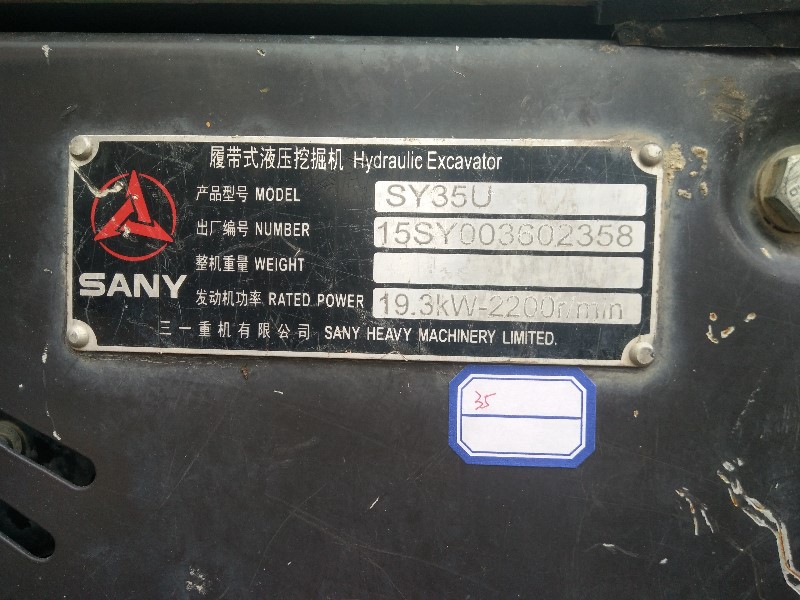 履带式液压挖掘机 Hydraulic Excavator
产品型号 MODEL SY35U
出厂编号 NUMBER 15SY003602358
整机重量 WEIGHT
SANY
发动机功率 RATED POWER 19.3kW-2200r/min
三一重机有限公司 SANY HEAVY MACHINERY LIMITED.
35